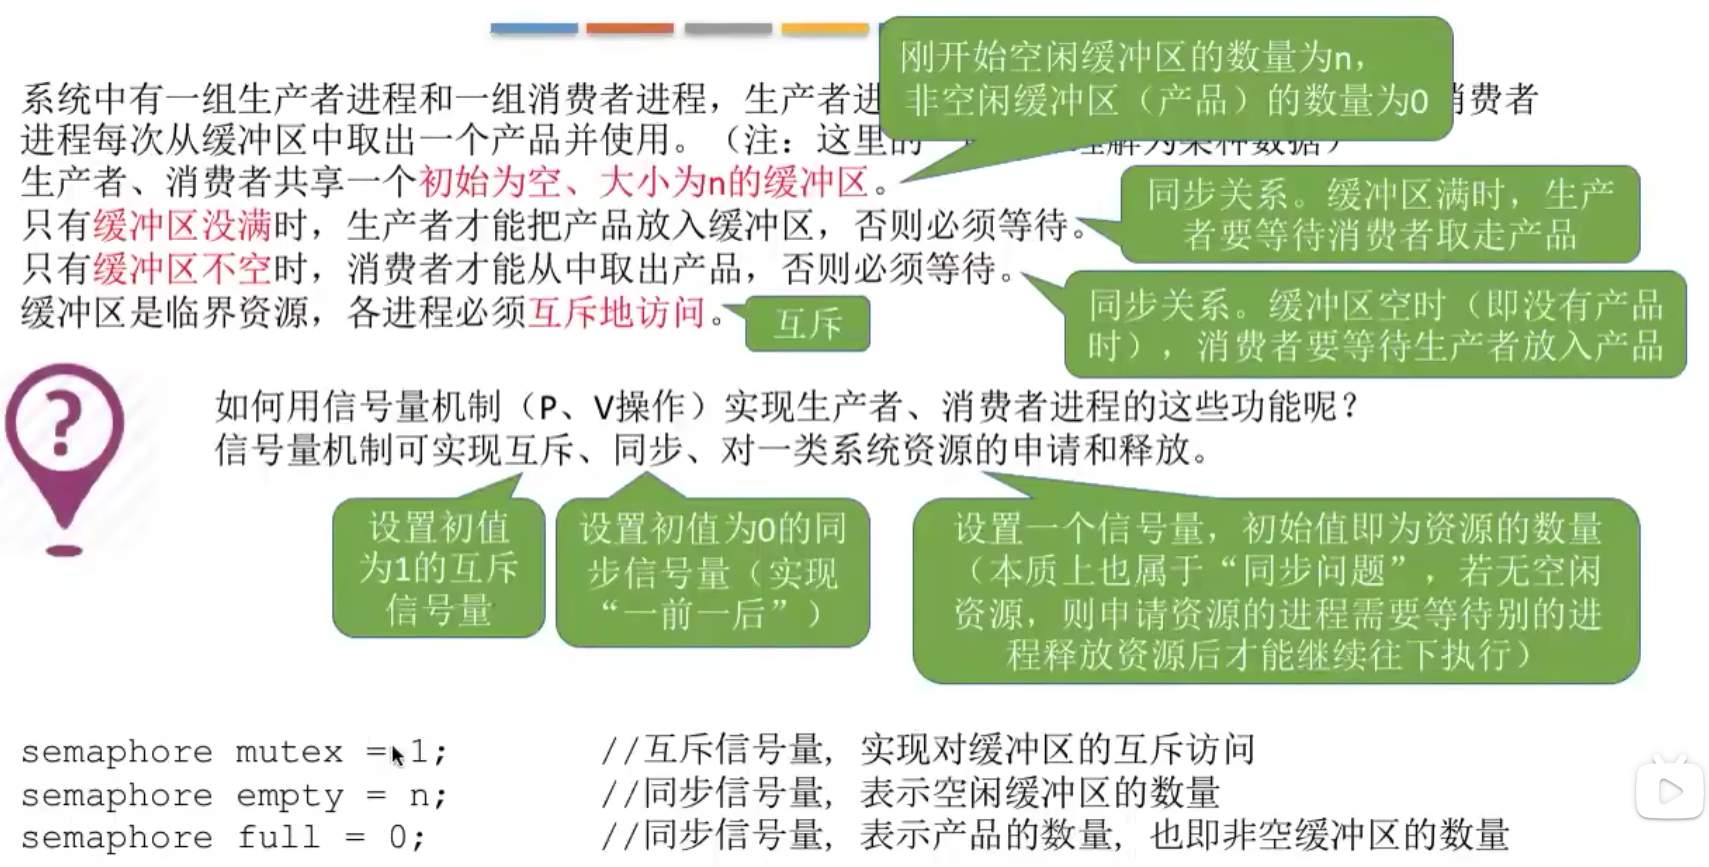 刚开始空闲缓冲区的数量为n，
非空闲缓冲区（产品）的数量为0
系统中有一组生产者进程和一组消费者进程，生产者进
消费者
进程每次从缓冲区中取出一个产品并使用。（注：这里的
理解为某种数据）
生产者、消费者共享一个初始为空、大小为n的缓冲区。
只有缓冲区没满时，生产者才能把产品放入缓冲区，否则必须等待。
同步关系。缓冲区满时，生产
者要等待消费者取走产品
只有缓冲区不空时，消费者才能从中取出产品，否则必须等待。
同步关系。缓冲区空时（即没有产品
时），消费者要等待生产者放入产品
缓冲区是临界资源，各进程必须互斥地访问。
互斥
?
如何用信号量机制（P、V操作）实现生产者、消费者进程的这些功能呢？
信号量机制可实现互斥、同步、对一类系统资源的申请和释放。
设置初值
为1的互斥
信号量
设置初值为0的同
步信号量（实现
“一前一后”）
设置一个信号量，初始值即为资源的数量
（本质上也属于“同步问题”，若无空闲
资源，则申请资源的进程需要等待别的进
程释放资源后才能继续往下执行）
semaphore mutex = 1; //互斥信号量，实现对缓冲区的互斥访问
semaphore empty = n; //同步信号量，表示空闲缓冲区的数量
semaphore full = 0; //同步信号量，表示产品的数量，也即非空缓冲区的数量